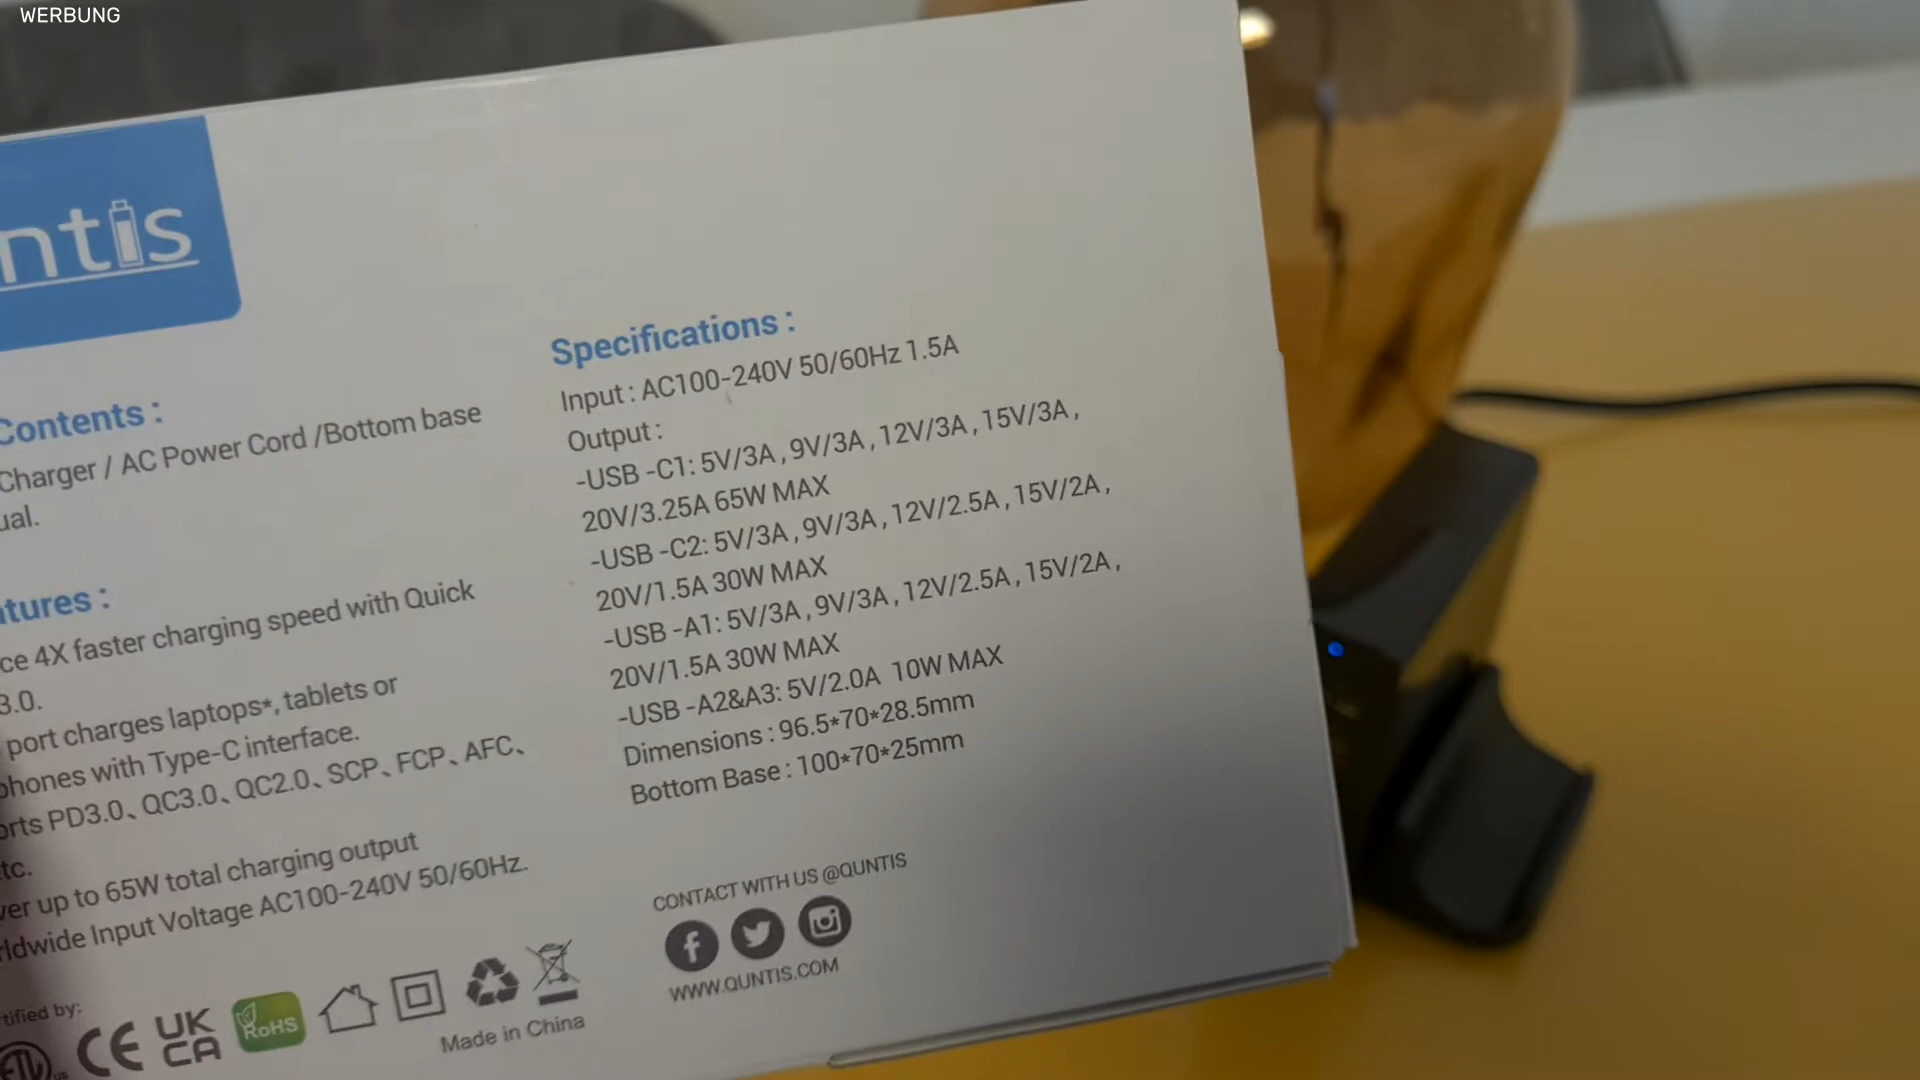 WERBUNG
ntis
Contents :
Charger / AC Power Cord /Bottom base
ual.
tures :
ce 4X faster charging speed with Quick
3.0.
port charges laptops*, tablets or
phones with Type-C interface.
orts PD3.0、QC3.0、QC2.0、SCP、FCP、AFC、
tc.
ver up to 65W total charging output
rldwide Input Voltage AC100-240V 50/60Hz.
tified by:
CE
UK
CA
RoHS
Made in China
Specifications :
Input : AC100-240V 50/60Hz 1.5A
Output :
-USB -C1: 5V/3A , 9V/3A , 12V/3A , 15V/3A ,
20V/3.25A 65W MAX
-USB -C2: 5V/3A , 9V/3A , 12V/2.5A , 15V/2A ,
20V/1.5A 30W MAX
-USB -A1: 5V/3A , 9V/3A , 12V/2.5A , 15V/2A ,
20V/1.5A 30W MAX
-USB -A2&A3: 5V/2.0A 10W MAX
Dimensions : 96.5*70*28.5mm
Bottom Base : 100*70*25mm
CONTACT WITH US @QUNTIS
WWW.QUNTIS.COM